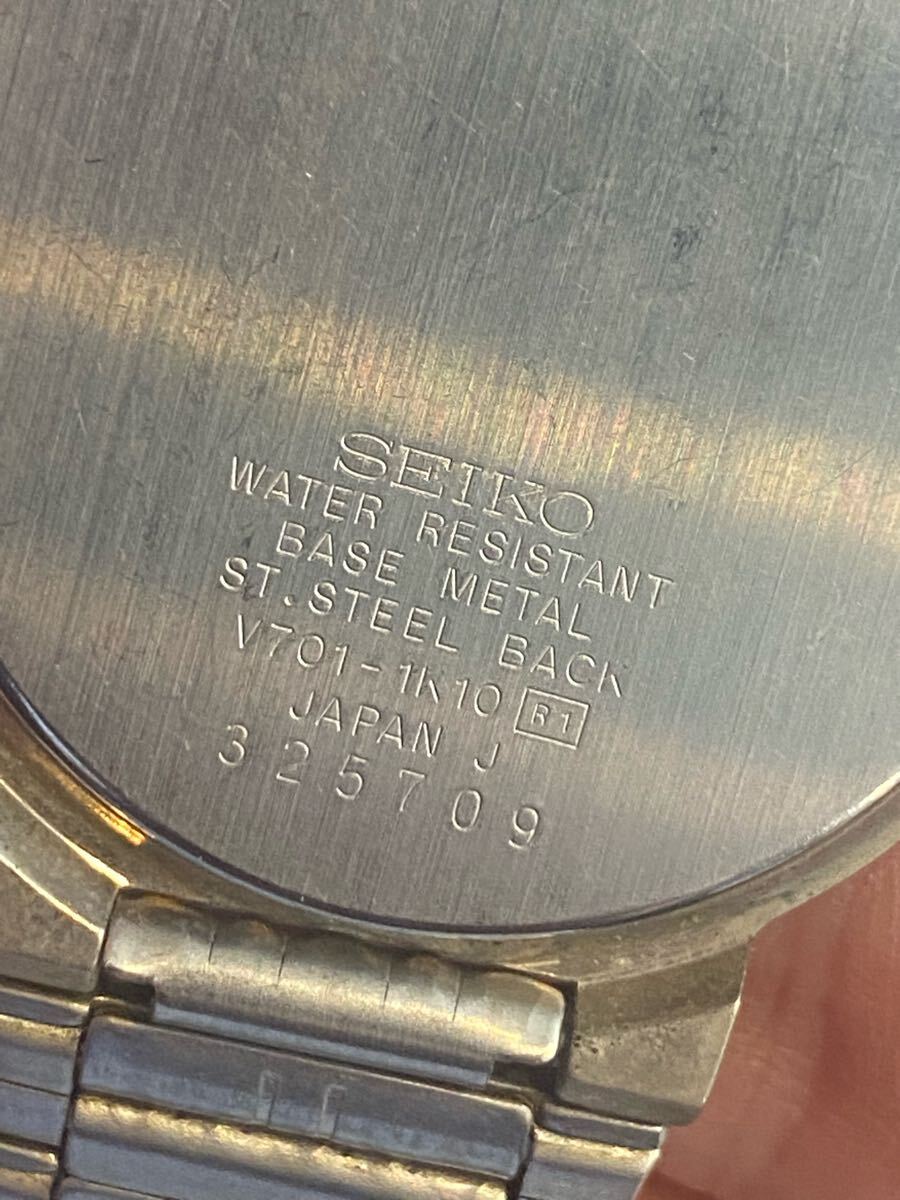 SEIKO
WATER RESISTANT
BASE METAL
ST.STEEL BACK
V701-1K10 R1
JAPAN J
325709